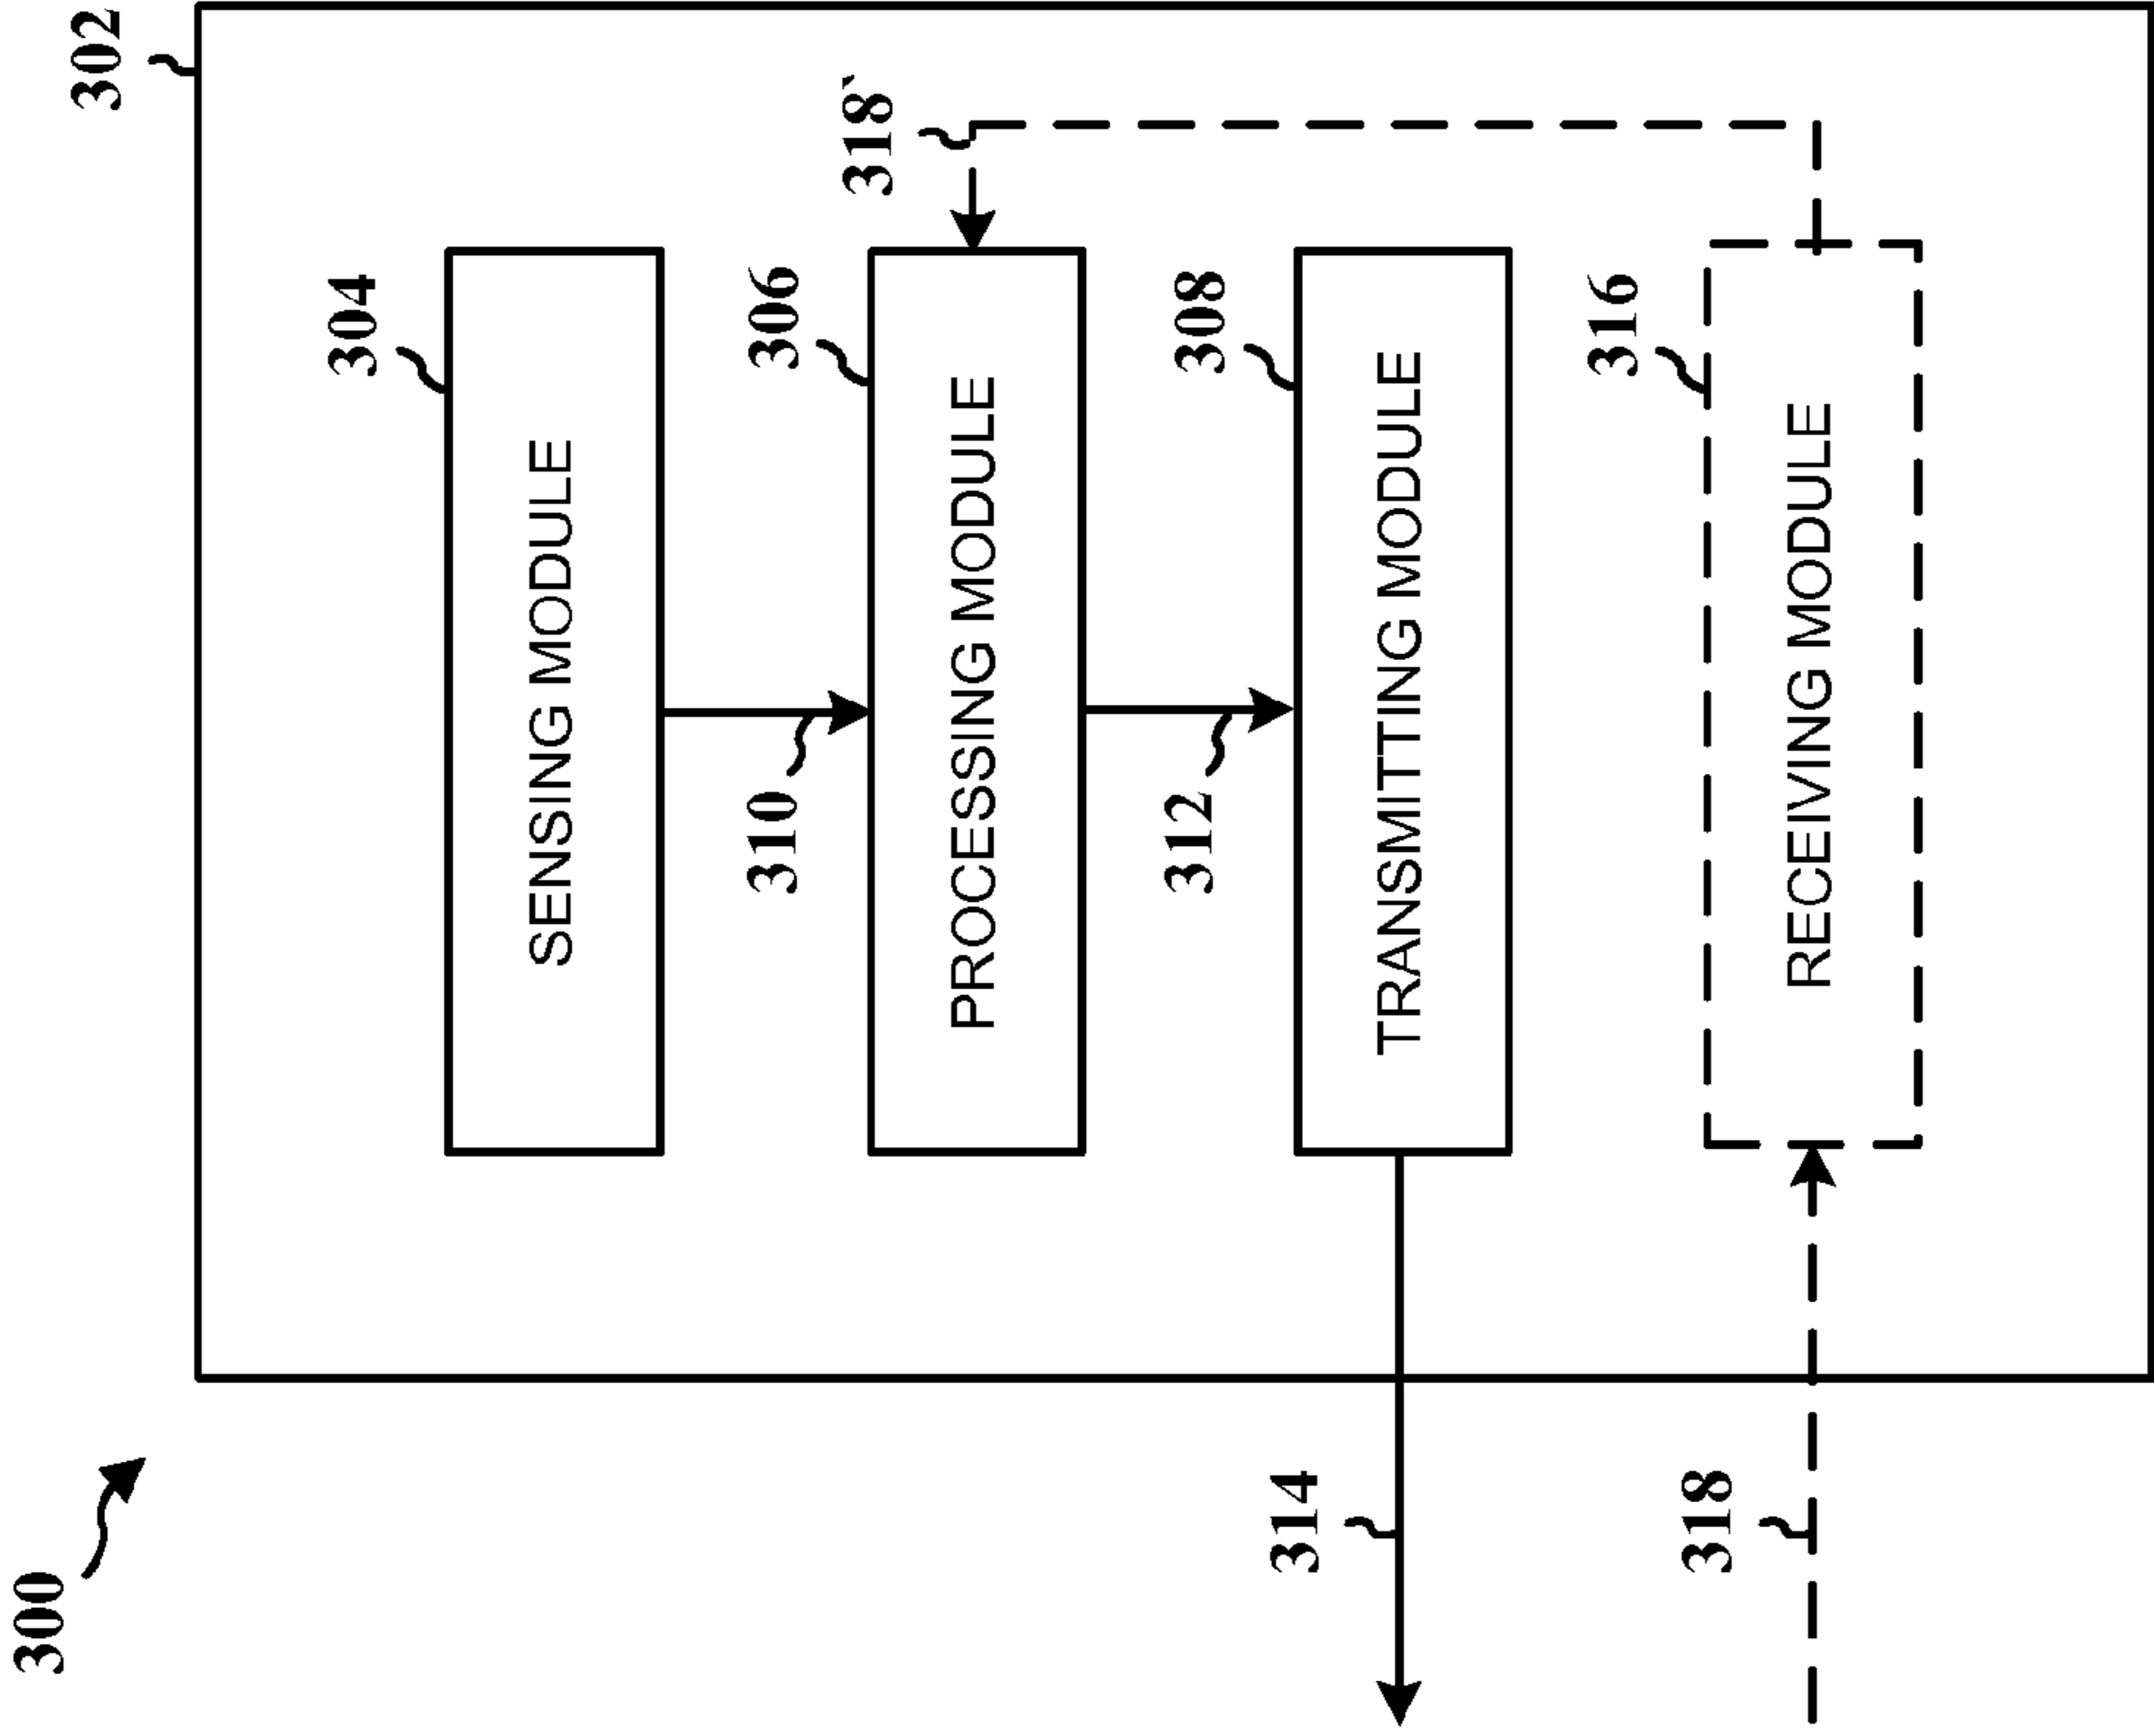 300
302
304
SENSING MODULE
310
306
318`
PROCESSING MODULE
312
308
TRANSMITTING MODULE
314
316
RECEIVING MODULE
318